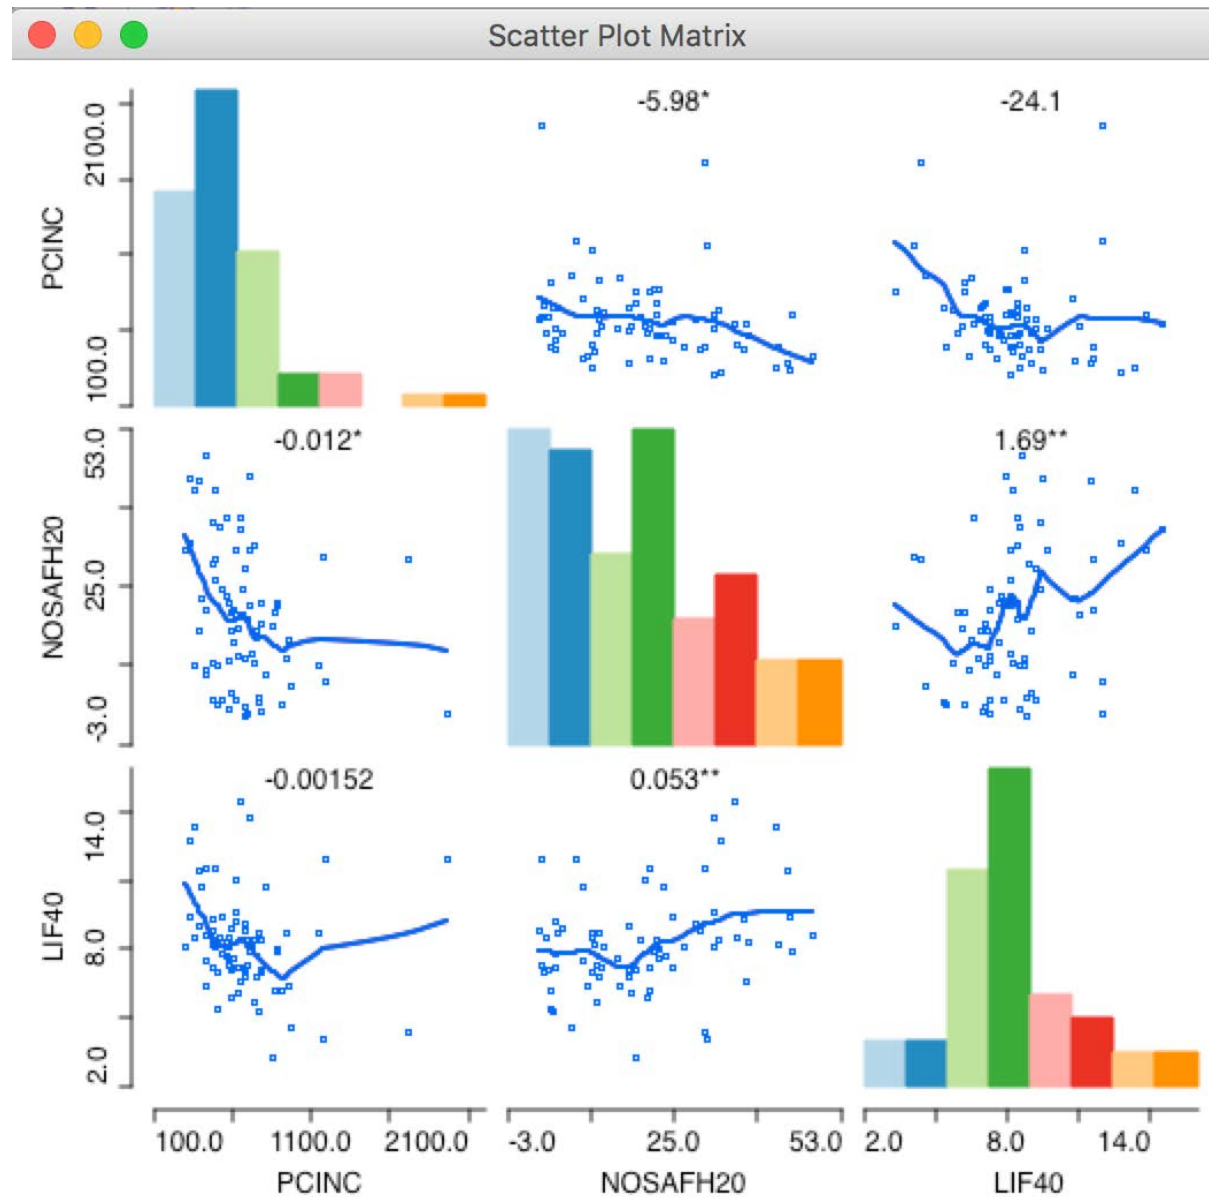 Scatter Plot Matrix
-5.98*
-24.1
2100.0
100.0
PCINC
-0.012*
1.69**
53.0
25.0
-3.0
NOSAFH20
-0.00152
0.053**
14.0
8.0
2.0
LIF40
100.0 1100.0 2100.0
-3.0 25.0 53.0
2.0 8.0 14.0
PCINC
NOSAFH20
LIF40